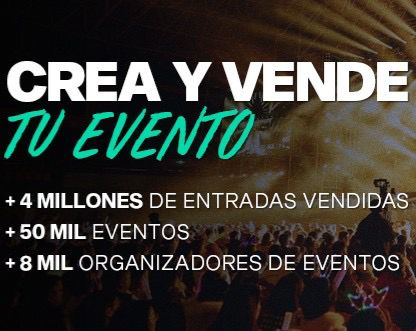 CREA Y VENDE
TU EVENTO
+ 4 MILLONES DE ENTRADAS VENDIDAS
+ 50 MIL EVENTOS
+ 8 MIL ORGANIZADORES DE EVENTOS